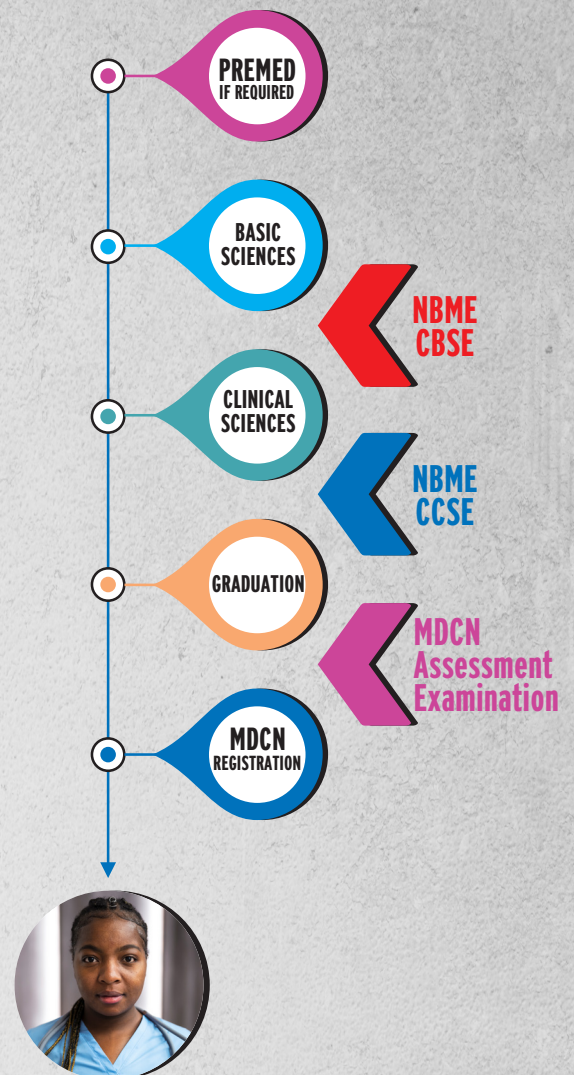 PREMED
IF REQUIRED
BASIC
SCIENCES
NBME
CBSE
CLINICAL
SCIENCES
NBME
CCSE
GRADUATION
MDCN
Assessment
Examination
MDCN
REGISTRATION